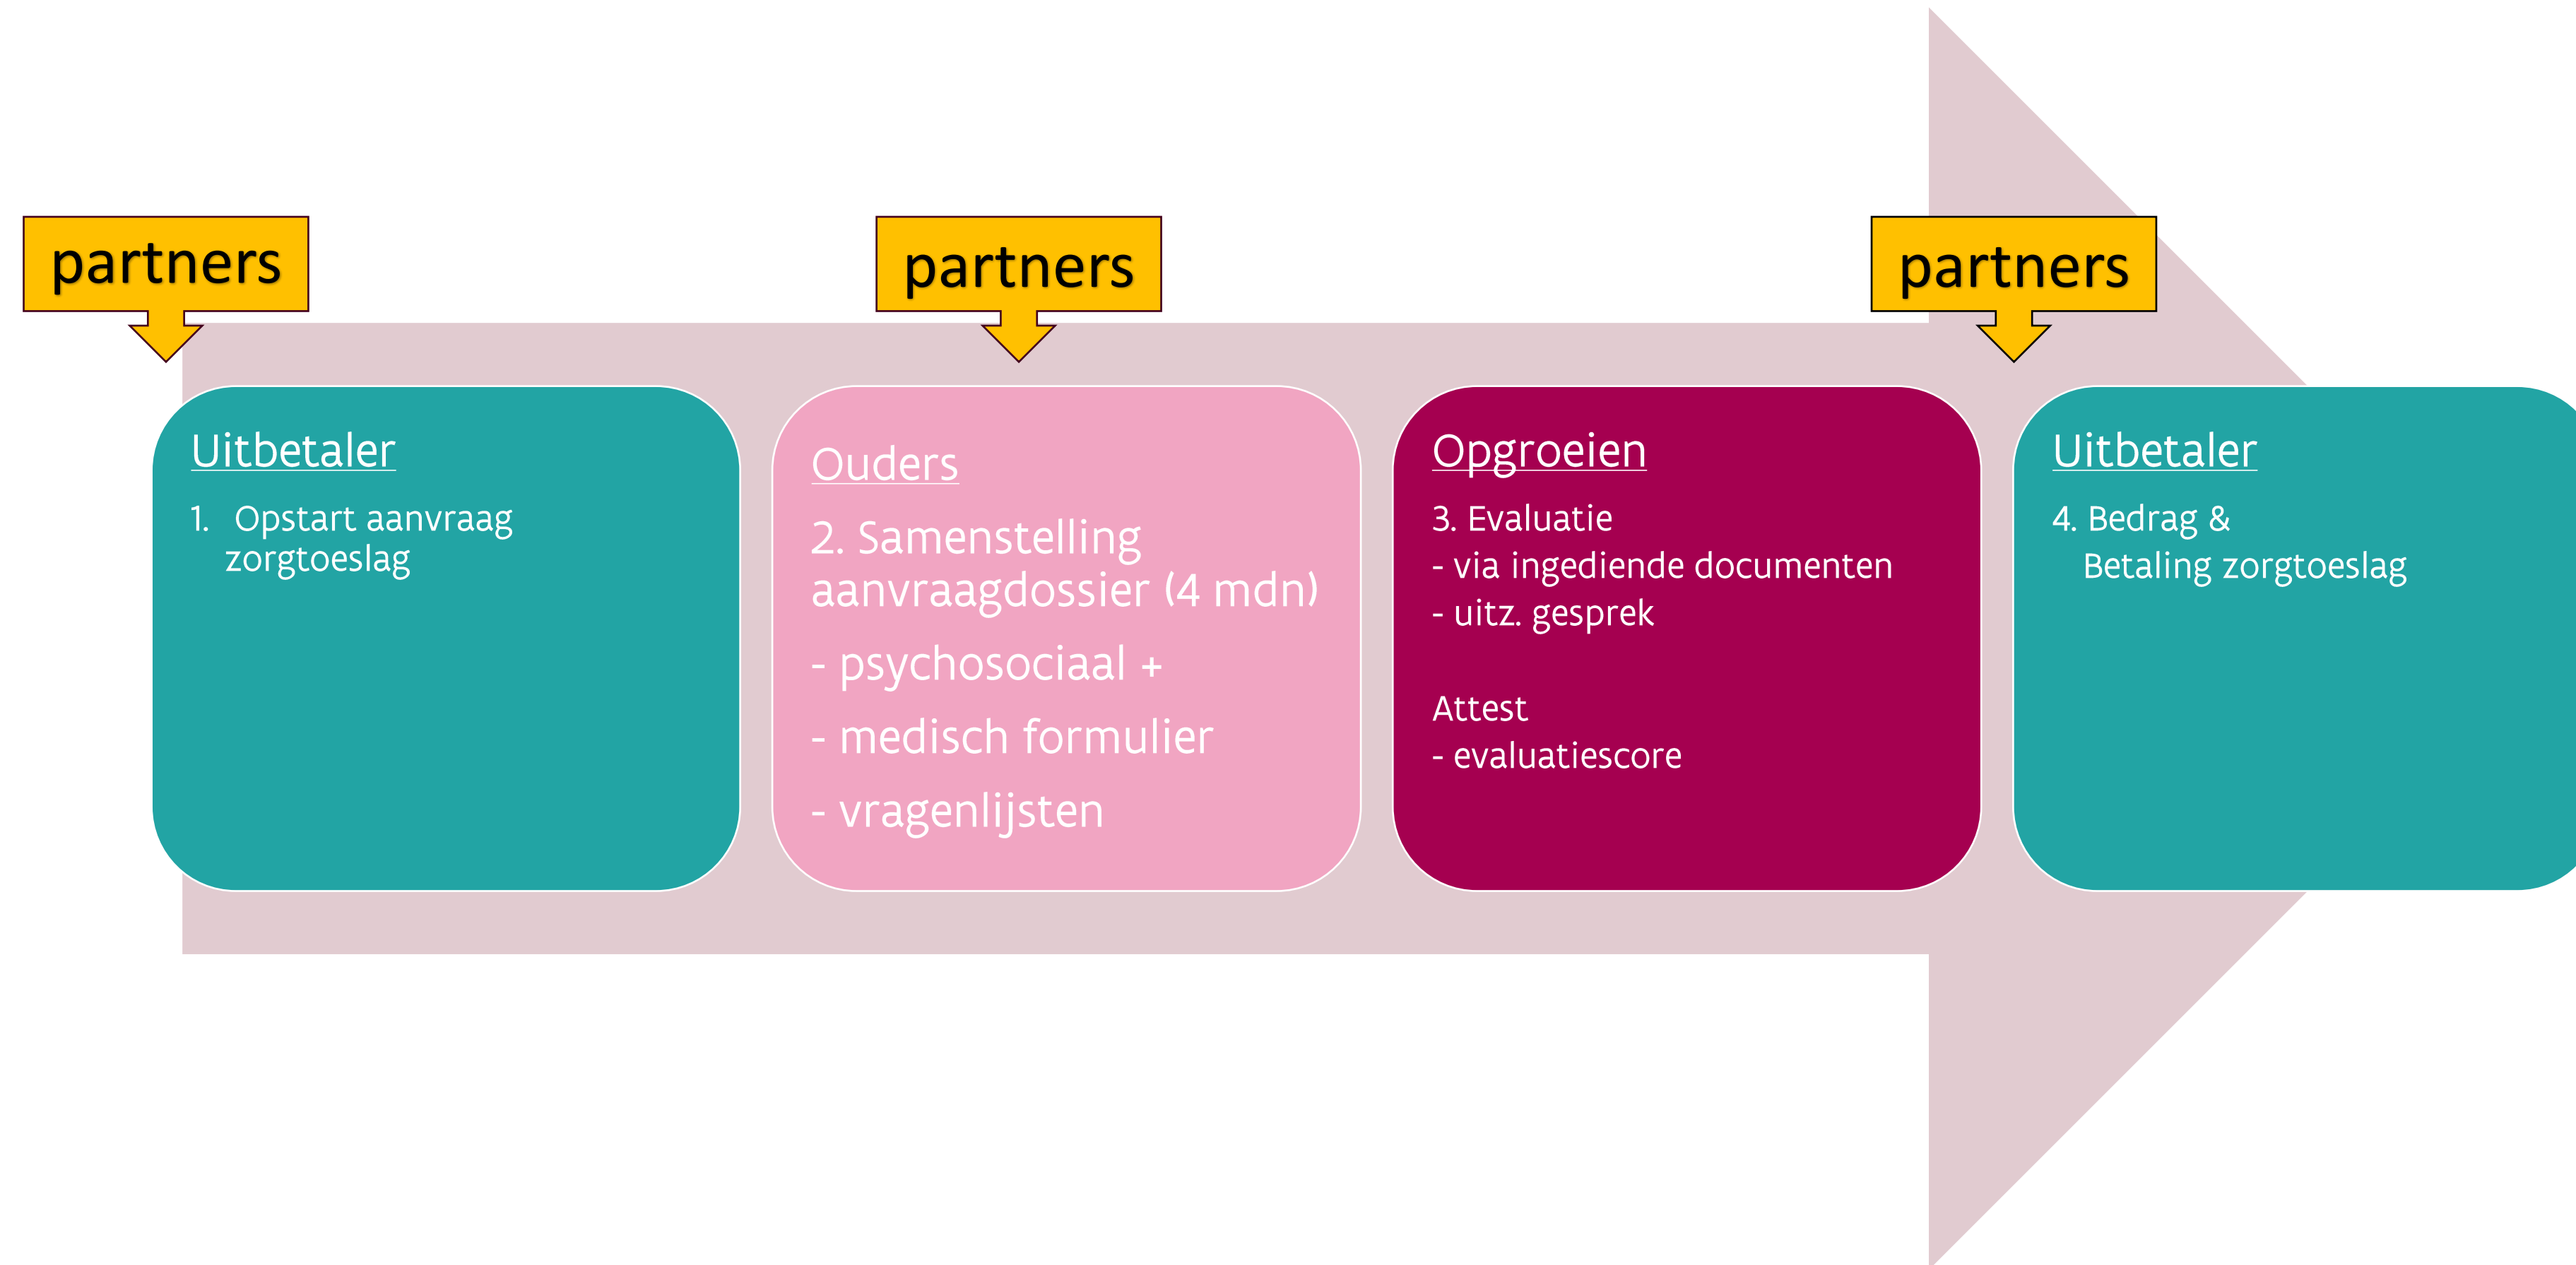 partners
partners
partners
Uitbetaler
1. Opstart aanvraag
zorgtoeslag
Ouders
2. Samenstelling
aanvraagdossier (4 mdn)
- psychosociaal +
- medisch formulier
- vragenlijsten
Opgroeien
3. Evaluatie
- via ingediende documenten
- uitz. gesprek
Attest
- evaluatiescore
Uitbetaler
4. Bedrag &
Betaling zorgtoeslag